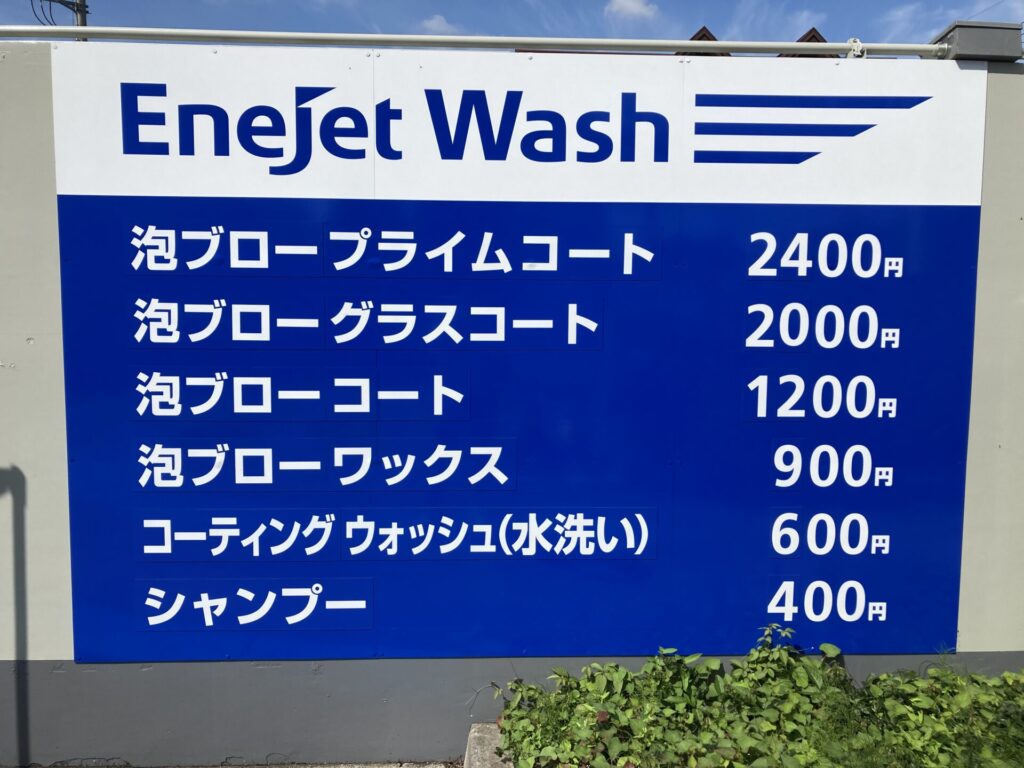 Enejet Wash
泡ブロー プライムコート 2400円
泡ブロー グラスコート 2000円
泡ブロー コート 1200円
泡ブロー ワックス 900円
コーティング ウォッシュ(水洗い) 600円
シャンプー 400円